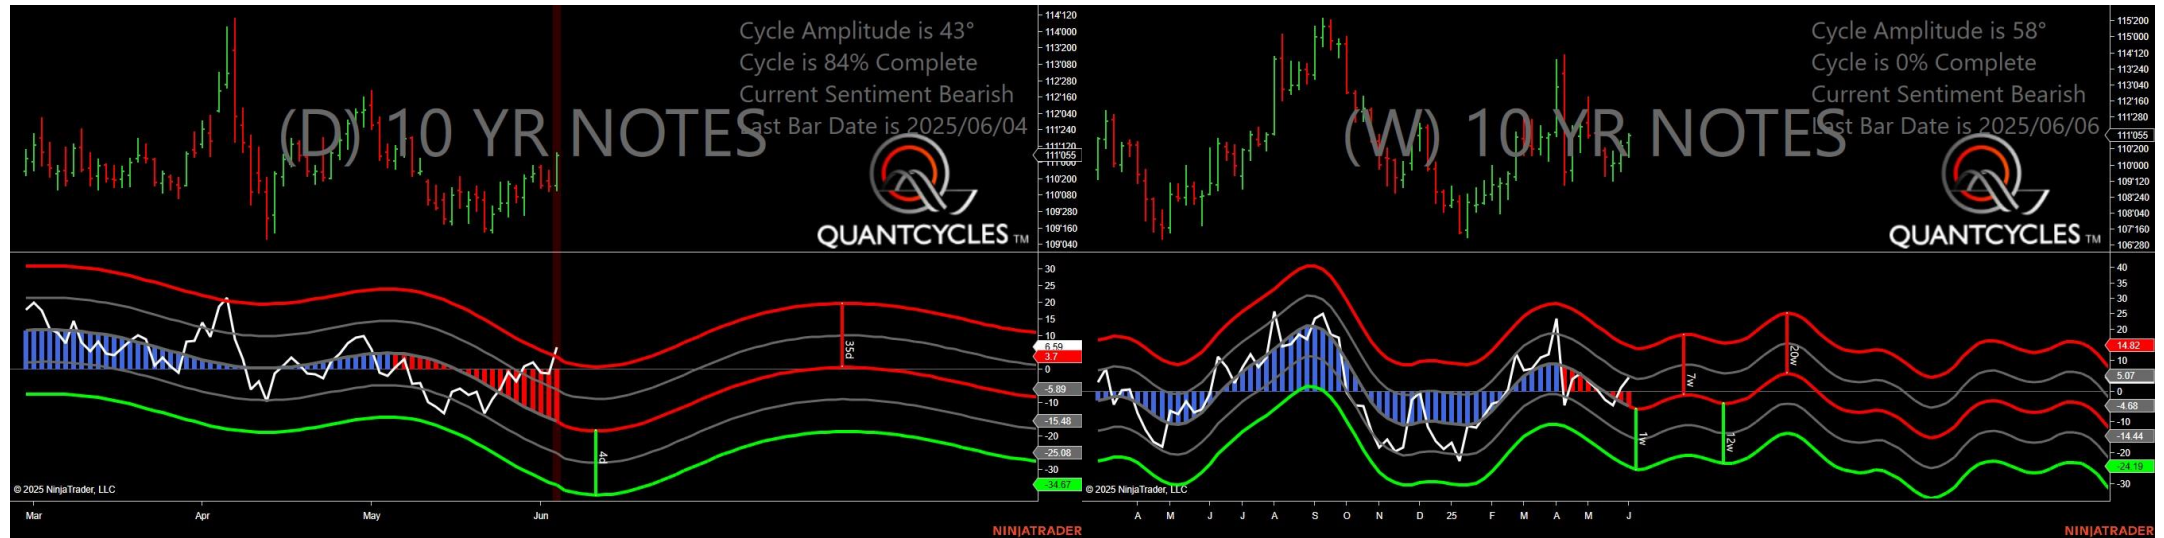 Cycle Amplitude is 43°
Cycle is 84% Complete
Current Sentiment Bearish
Last Bar Date is 2025/06/04
(D) 10 YR NOTES
QUANTCYCLES TM
114'120
114'000
113'200
113'080
112'280
112'160
112'040
111'240
111'120
111'055
111'000
110'200
110'080
109'280
109'160
109'040
30
25
20
15
10
6.59
3.7
0
-5.89
-10
-15.48
-20
-25.08
-30
-34.67
35d
4d
© 2025 NinjaTrader, LLC
Mar Apr May Jun
NINJATRADER
Cycle Amplitude is 58°
Cycle is 0% Complete
Current Sentiment Bearish
Last Bar Date is 2025/06/06
(W) 10 YR NOTES
QUANTCYCLES TM
115'200
115'000
114'120
113'240
113'040
112'160
111'280
111'055
110'200
110'000
109'120
108'240
108'040
107'160
106'280
40
35
30
25
20
14.82
10
5.07
0
-4.68
-10
-14.44
-20
-24.19
-30
7w
20w
1w
12w
© 2025 NinjaTrader, LLC
A M J J A S O N D 25 F M A M J
NINJATRADER